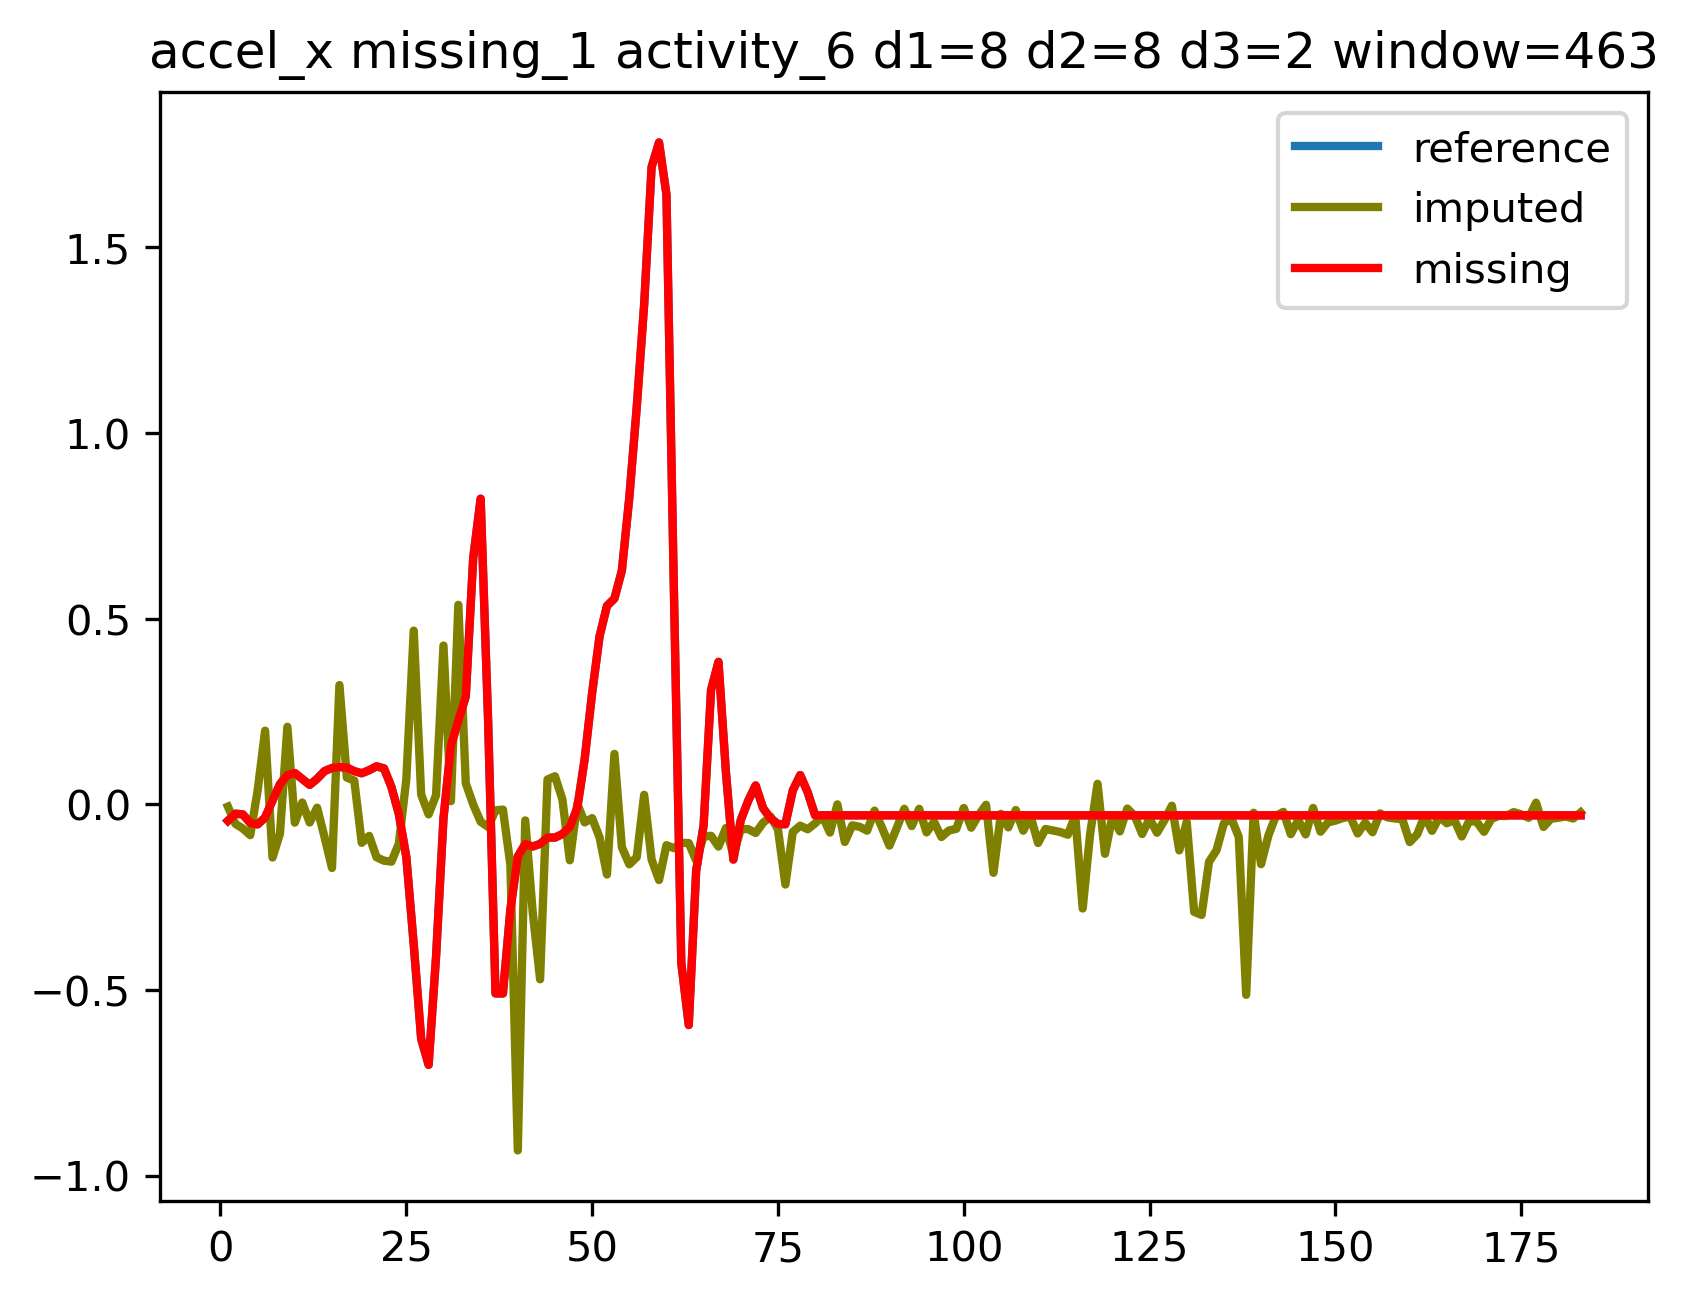 accel_x missing_1 activity_6 d1=8 d2=8 d3=2 window=463
reference
imputed
missing
1.5
1.0
0.5
0.0
−0.5
−1.0
0 25 50 75 100 125 150 175